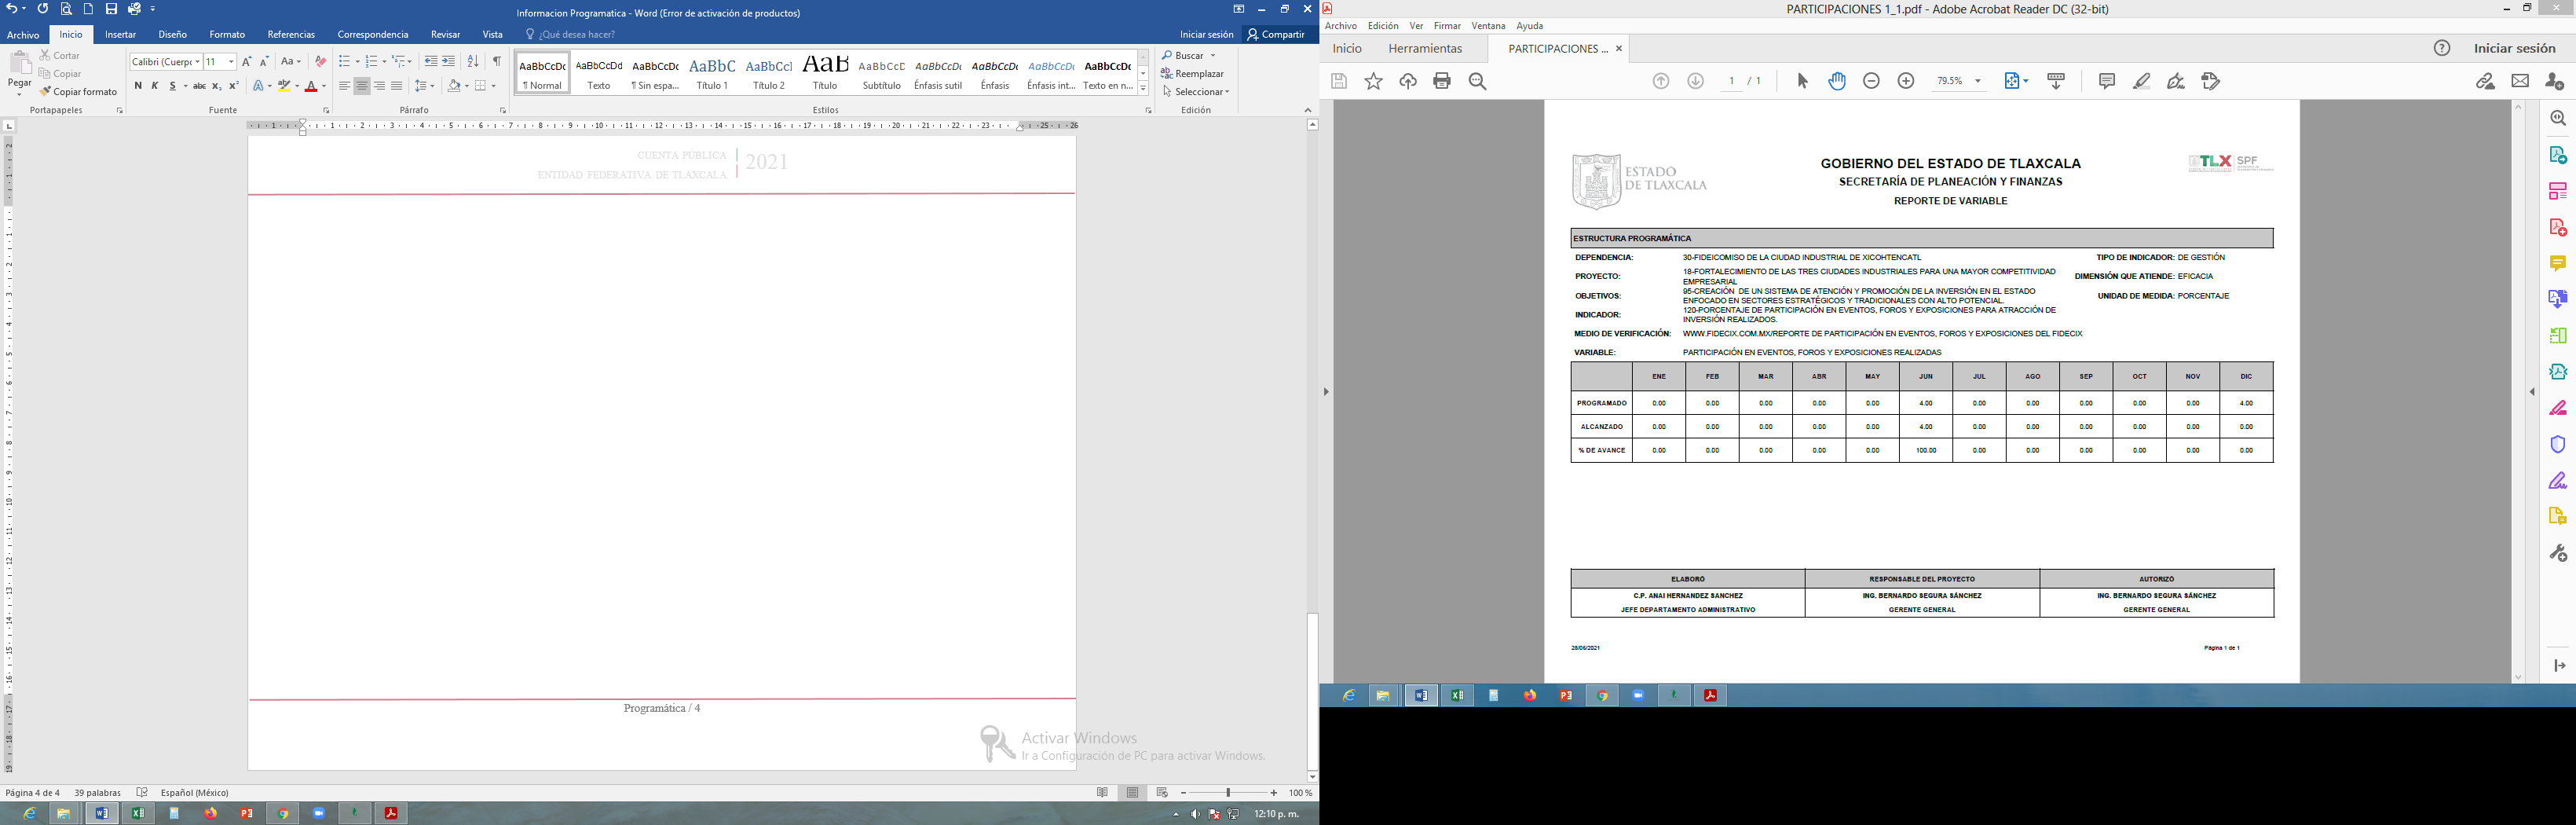 Informacion Programatica - Word (Error de activación de productos)
Archivo Inicio Insertar Diseño Formato Referencias Correspondencia Revisar Vista ¿Qué desea hacer? Iniciar sesión Compartir
Pegar
Cortar
Copiar
Copiar formato
Calibri (Cuerpo 11
N K S abc x₂ x²
AaBbCcDc AaBbCcDd AaBbCcDc AaBbC AaBbCcI AaB AaBbCcD AaBbCcDt AaBbCcDt AaBbCcDt AaBbCcDc
¶ Normal Texto ¶ Sin espa... Título 1 Título 2 Título Subtítulo Énfasis sutil Énfasis Énfasis int... Texto en n...
Buscar
Reemplazar
Seleccionar
Portapapeles Fuente Párrafo Estilos Edición
CUENTA PÚBLICA
ENTIDAD FEDERATIVA DE TLAXCALA
2021
Programática / 4
Activar Windows
Ir a Configuración de PC para activar Windows.
Página 4 de 4 39 palabras Español (México) 100 %
12:10 p. m.
PARTICIPACIONES 1_1.pdf - Adobe Acrobat Reader DC (32-bit)
Archivo Edición Ver Firmar Ventana Ayuda
Inicio Herramientas PARTICIPACIONES ... × Iniciar sesión
1 / 1 79.5%
ESTADO
DE TLAXCALA
GOBIERNO DEL ESTADO DE TLAXCALA
SECRETARÍA DE PLANEACIÓN Y FINANZAS
REPORTE DE VARIABLE
TLX SPF
ESTRUCTURA PROGRAMÁTICA
DEPENDENCIA: 30-FIDEICOMISO DE LA CIUDAD INDUSTRIAL DE XICOHTENCATL TIPO DE INDICADOR: DE GESTIÓN
PROYECTO: 18-FORTALECIMIENTO DE LAS TRES CIUDADES INDUSTRIALES PARA UNA MAYOR COMPETITIVIDAD
EMPRESARIAL DIMENSIÓN QUE ATIENDE: EFICACIA
OBJETIVOS: 95-CREACIÓN DE UN SISTEMA DE ATENCIÓN Y PROMOCIÓN DE LA INVERSIÓN EN EL ESTADO
ENFOCADO EN SECTORES ESTRATÉGICOS Y TRADICIONALES CON ALTO POTENCIAL. UNIDAD DE MEDIDA: PORCENTAJE
INDICADOR: 120-PORCENTAJE DE PARTICIPACIÓN EN EVENTOS, FOROS Y EXPOSICIONES PARA ATRACCIÓN DE
INVERSIÓN REALIZADOS.
MEDIO DE VERIFICACIÓN: WWW.FIDECIX.COM.MX/REPORTE DE PARTICIPACIÓN EN EVENTOS, FOROS Y EXPOSICIONES DEL FIDECIX
VARIABLE: PARTICIPACIÓN EN EVENTOS, FOROS Y EXPOSICIONES REALIZADAS
ENE FEB MAR ABR MAY JUN JUL AGO SEP OCT NOV DIC
PROGRAMADO 0.00 0.00 0.00 0.00 0.00 4.00 0.00 0.00 0.00 0.00 0.00 4.00
ALCANZADO 0.00 0.00 0.00 0.00 0.00 4.00 0.00 0.00 0.00 0.00 0.00 0.00
% DE AVANCE 0.00 0.00 0.00 0.00 0.00 100.00 0.00 0.00 0.00 0.00 0.00 0.00
ELABORÓ RESPONSABLE DEL PROYECTO AUTORIZÓ
C.P. ANAI HERNANDEZ SANCHEZ ING. BERNARDO SEGURA SÁNCHEZ ING. BERNARDO SEGURA SÁNCHEZ
JEFE DEPARTAMENTO ADMINISTRATIVO GERENTE GENERAL GERENTE GENERAL
28/06/2021 Página 1 de 1